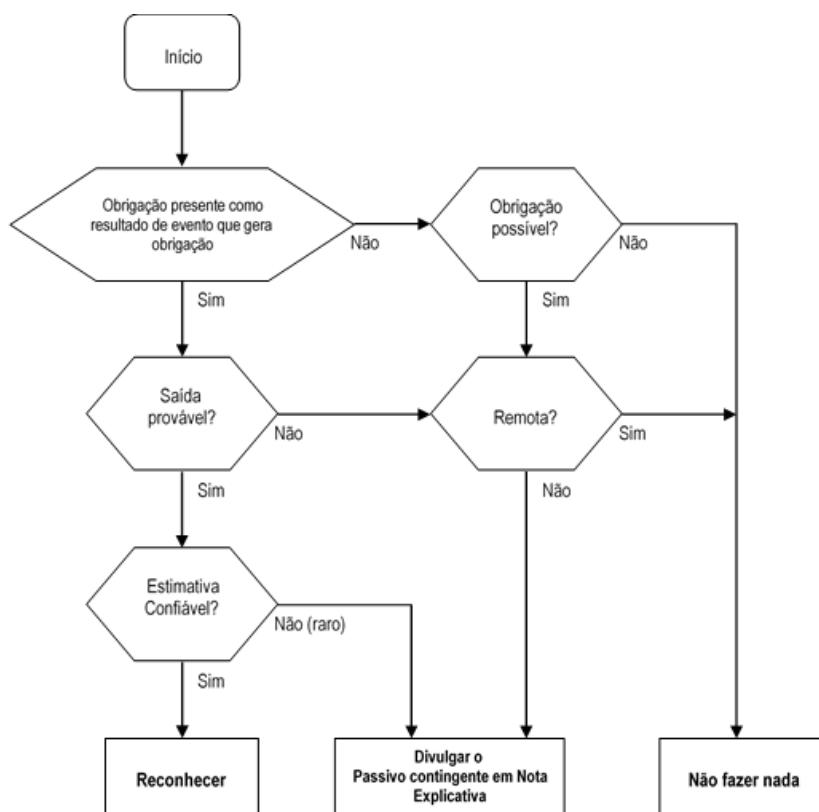 Início
Obrigação presente como
resultado de evento que gera
obrigação
Não
Obrigação
possível?
Não
Sim
Sim
Saída
provável?
Não
Remota?
Sim
Sim
Não
Estimativa
Confiável?
Não (raro)
Sim
Reconhecer
Divulgar o
Passivo contingente em Nota
Explicativa
Não fazer nada